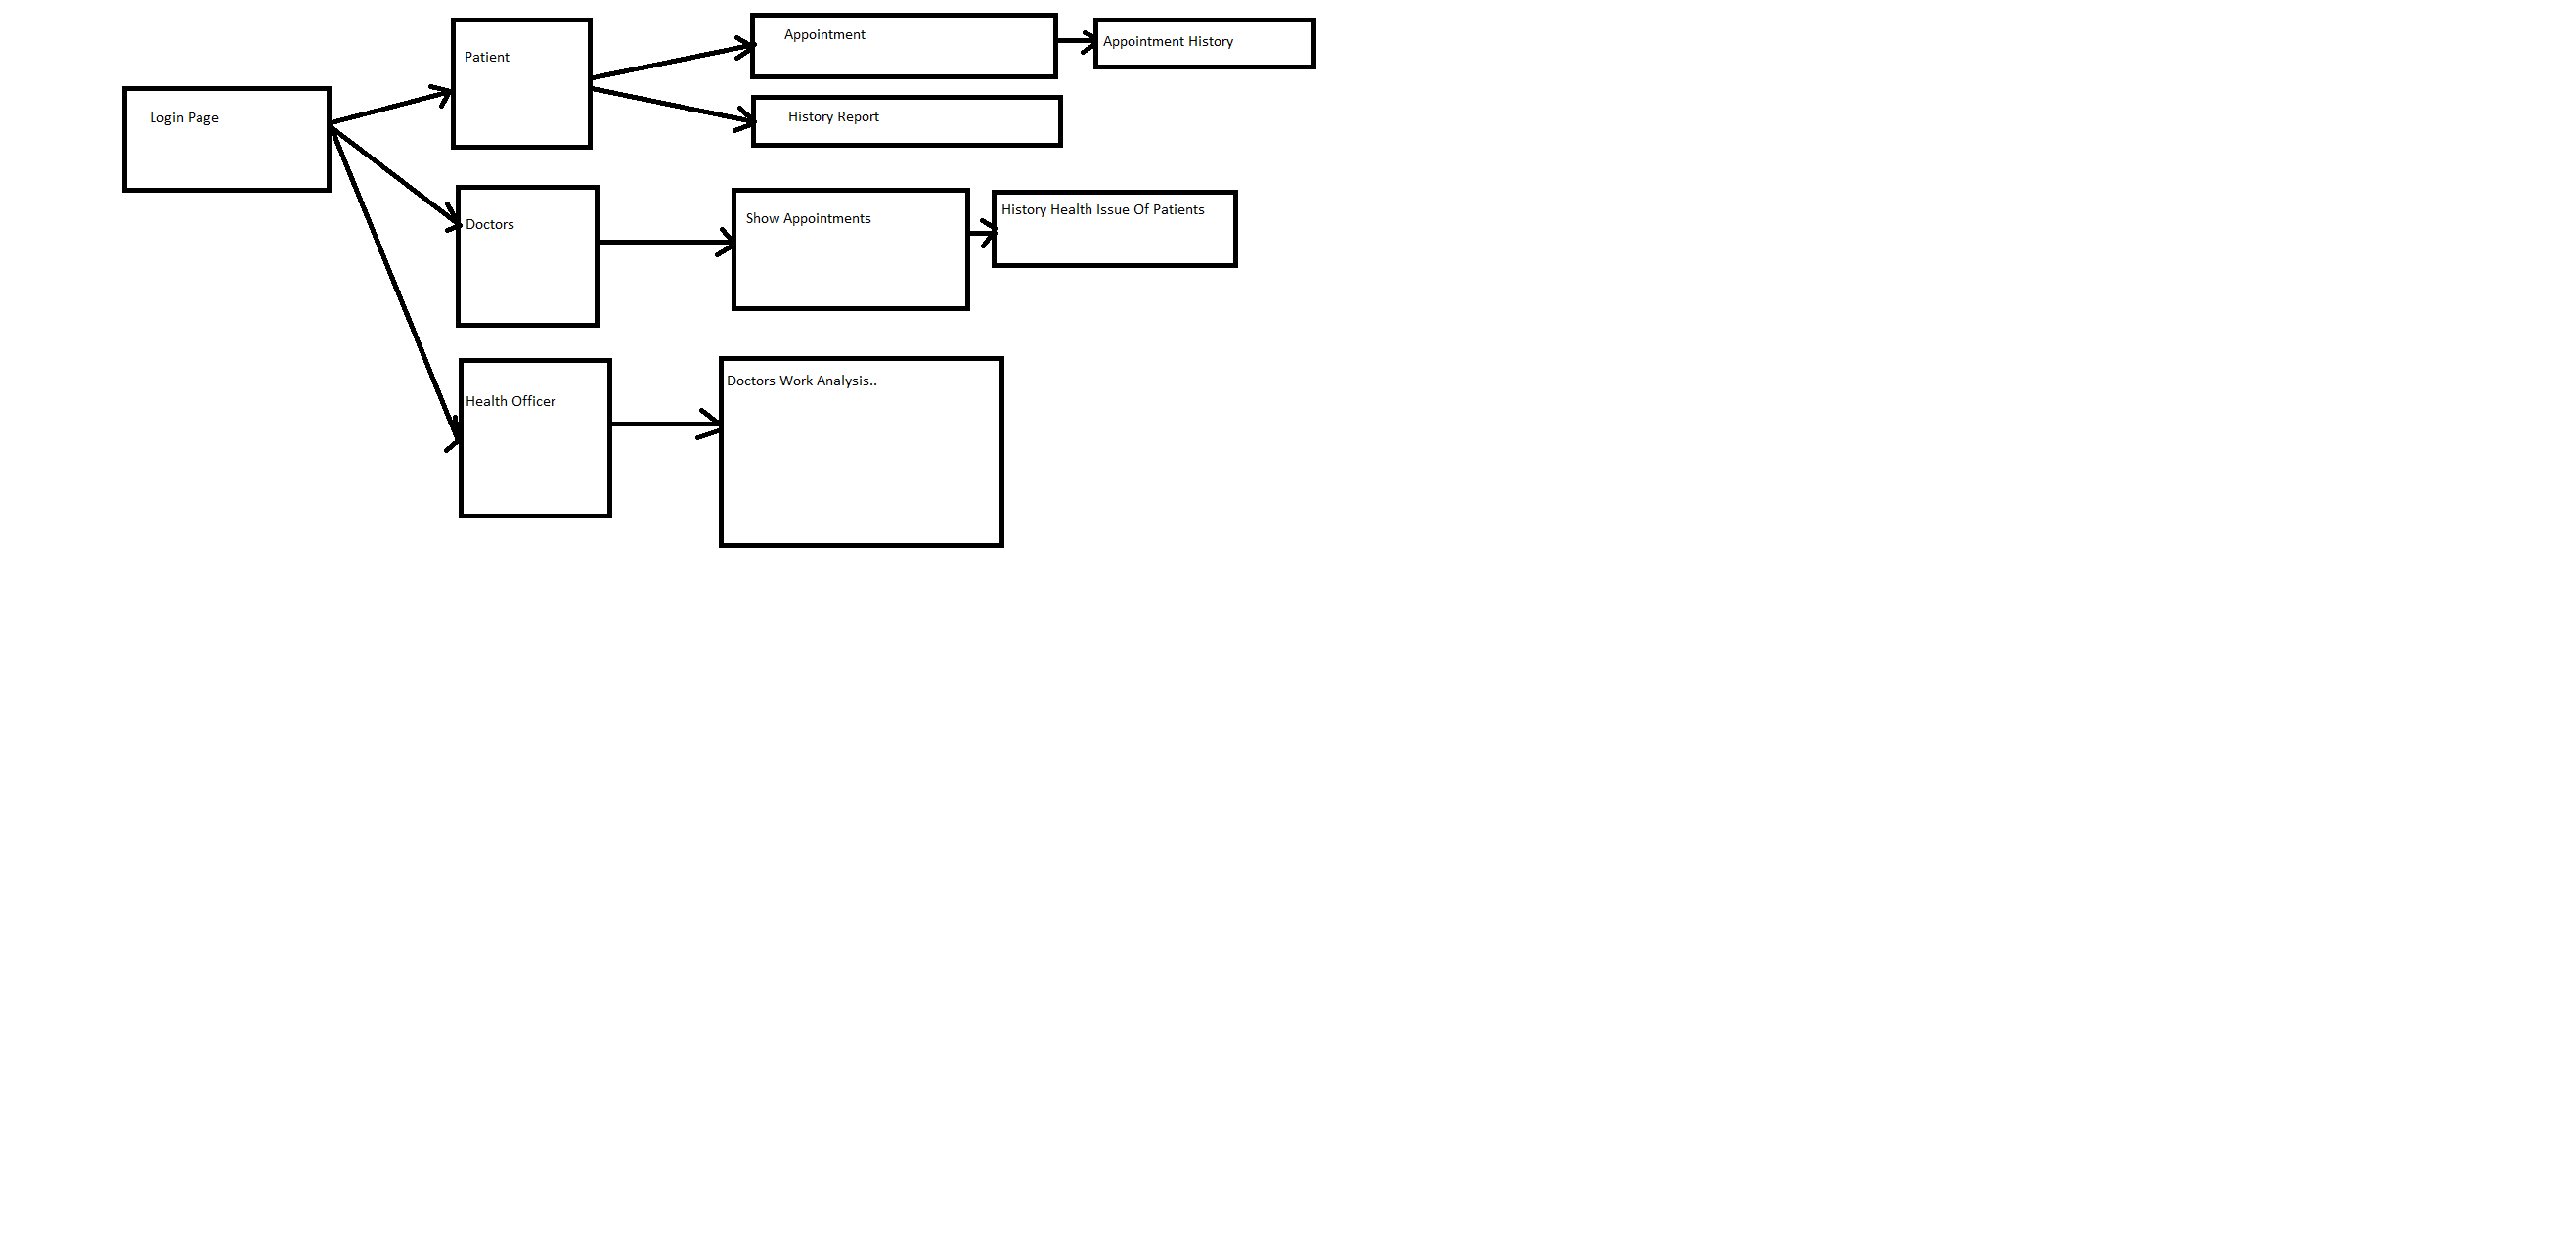 Login Page
Patient
Appointment
Appointment History
History Report
Doctors
Show Appointments
History Health Issue Of Patients
Health Officer
Doctors Work Analysis..